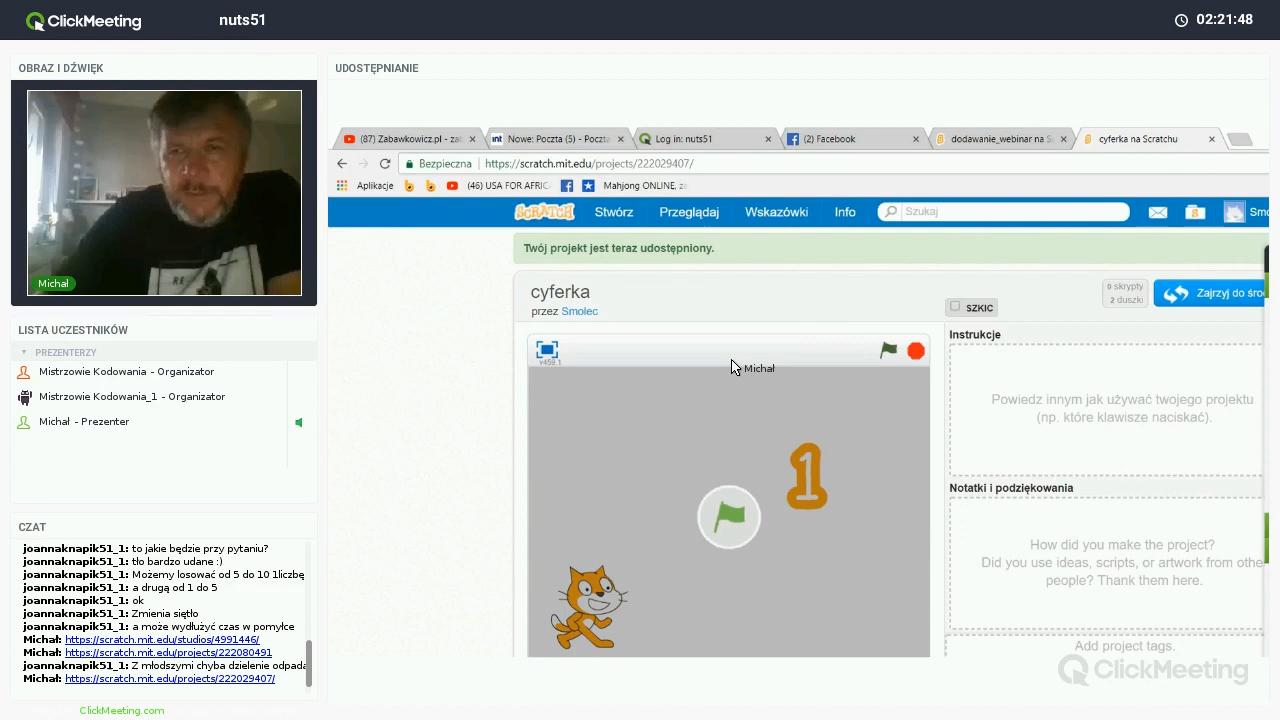 ClickMeeting
nuts51
02:21:48
OBRAZ I DŹWIĘK
Michał
LISTA UCZESTNIKÓW
PREZENTERZY
Mistrzowie Kodowania - Organizator
Mistrzowie Kodowania_1 - Organizator
Michał - Prezenter
CZAT
joannaknapik51_1: to jakie będzie przy pytaniu?
joannaknapik51_1: tło bardzo udane :)
joannaknapik51_1: Możemy losować od 5 do 10 1liczbę
joannaknapik51_1: a drugą od 1 do 5
joannaknapik51_1: ok
joannaknapik51_1: Zmienia siętło
joannaknapik51_1: a może wydłużyć czas w pomyłce
Michał: https://scratch.mit.edu/studios/4991446/
Michał: https://scratch.mit.edu/projects/222080491
joannaknapik51_1: Z młodszymi chyba dzielenie odpada
Michał: https://scratch.mit.edu/projects/222029407/
ClickMeeting.com
UDOSTĘPNIANIE
(87) Zabawkowicz.pl - za
int Nowe: Poczta (5) - Poczta
Log in: nuts51
(2) Facebook
dodawanie_webinar na S
cyferka na Scratchu
Bezpieczna https://scratch.mit.edu/projects/222029407/
Aplikacje
(46) USA FOR AFRIC
Mahjong ONLINE, za
SCRATCH
Stwórz
Przeglądaj
Wskazówki
Info
Szukaj
Smo
Twój projekt jest teraz udostępniony.
cyferka
przez Smolec
SZKIC
0 skrypty
2 duszki
Zajrzyj do śro
v459.1
Michał
1
Instrukcje
Powiedz innym jak używać twojego projektu
(np. które klawisze naciskać).
Notatki i podziękowania
How did you make the project?
Did you use ideas, scripts, or artwork from othe
people? Thank them here.
Add project tags.
ClickMeeting